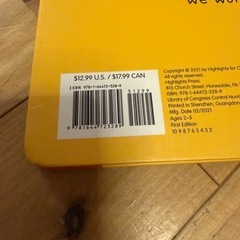 we wor
$12.99 U.S. / $17.99 CAN
ISBN 978-1-64472-328-9
51299
9 781644 723289
Copyright © 2021 by Highlights for C
All rights reserved.
Highlights Press
815 Church Street, Honesdale, Penn
ISBN: 978-1-64472-328-9
Library of Congress Control Num
Printed in Shenzhen, Guangdon
Mfg. Date 02/2021
Ages 2–5
First Edition
10 9 8 7 6 5 4 3 2